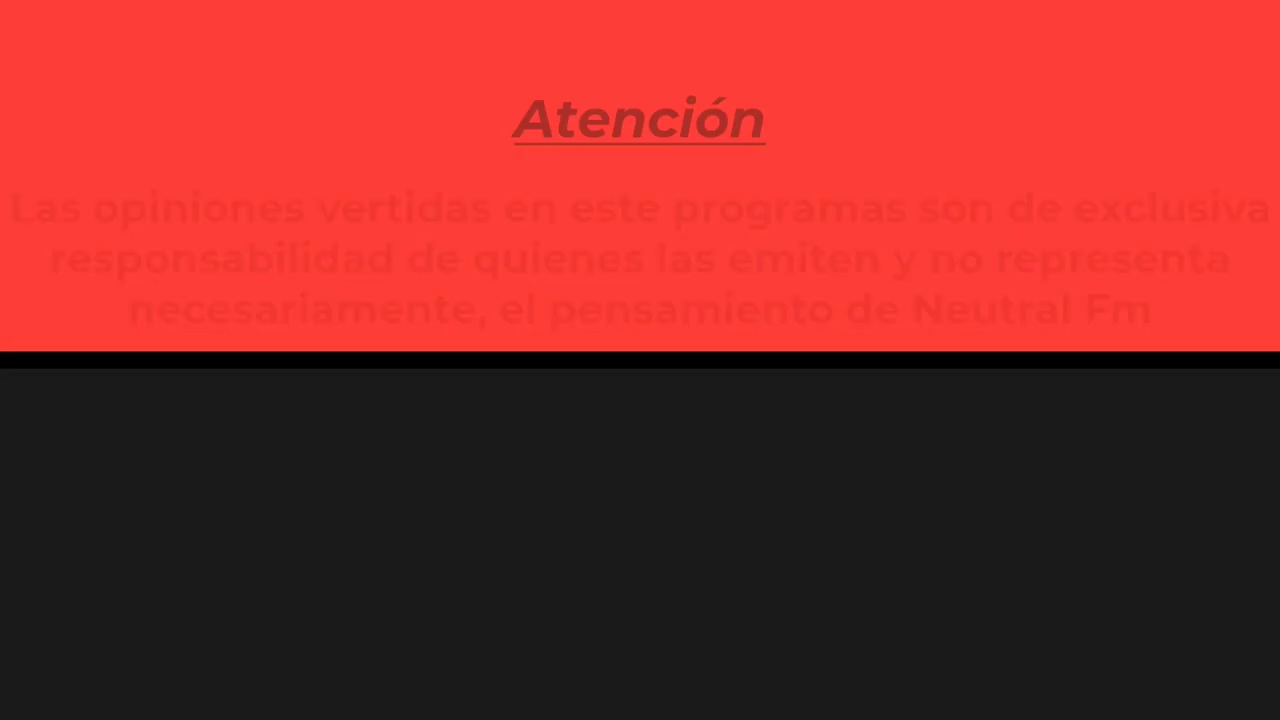 Atención
Las opiniones vertidas en este programas son de exclusiva
responsabilidad de quienes las emiten y no representa
necesariamente, el pensamiento de Neutral Fm